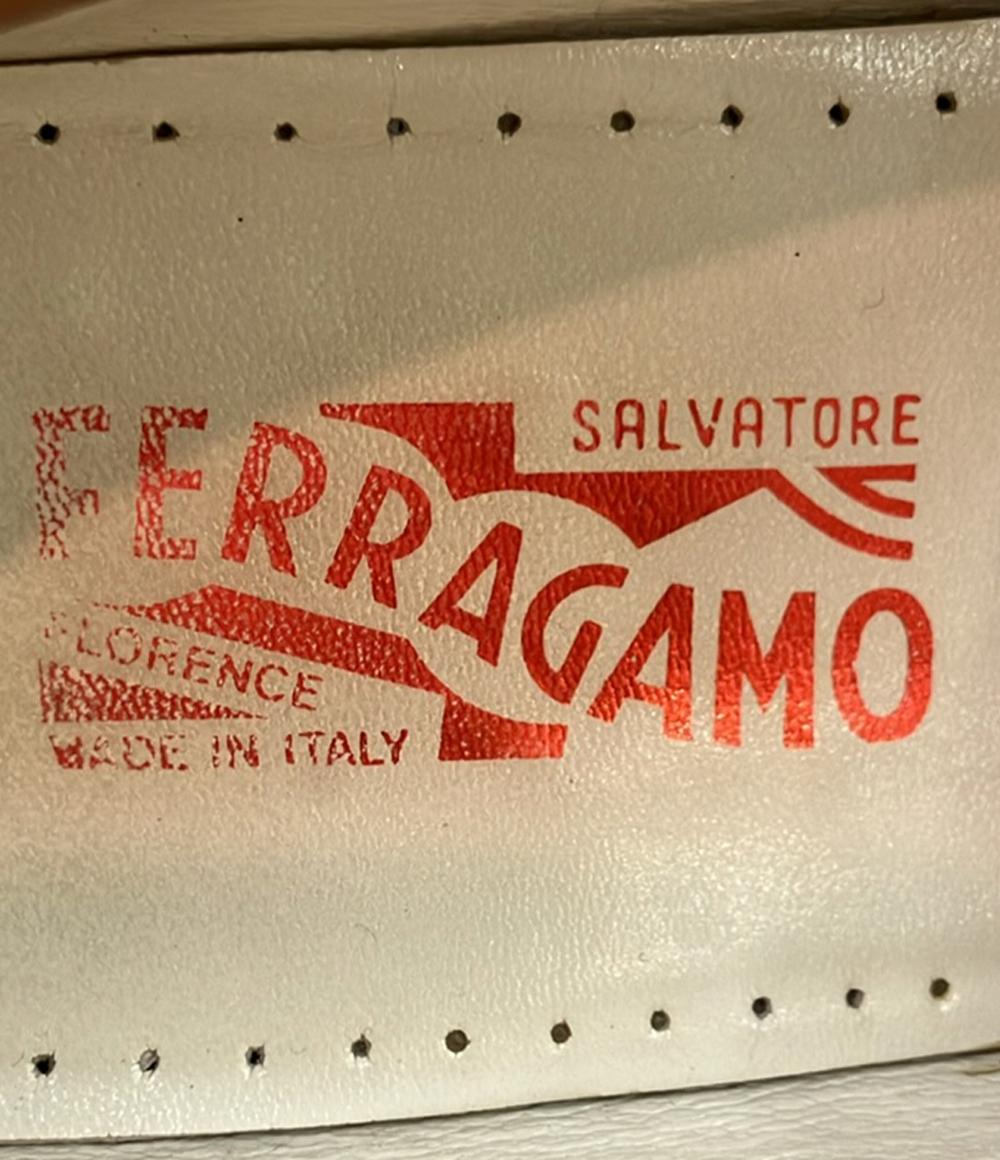 SALVATORE
FERRAGAMO
FLORENCE
MADE IN ITALY